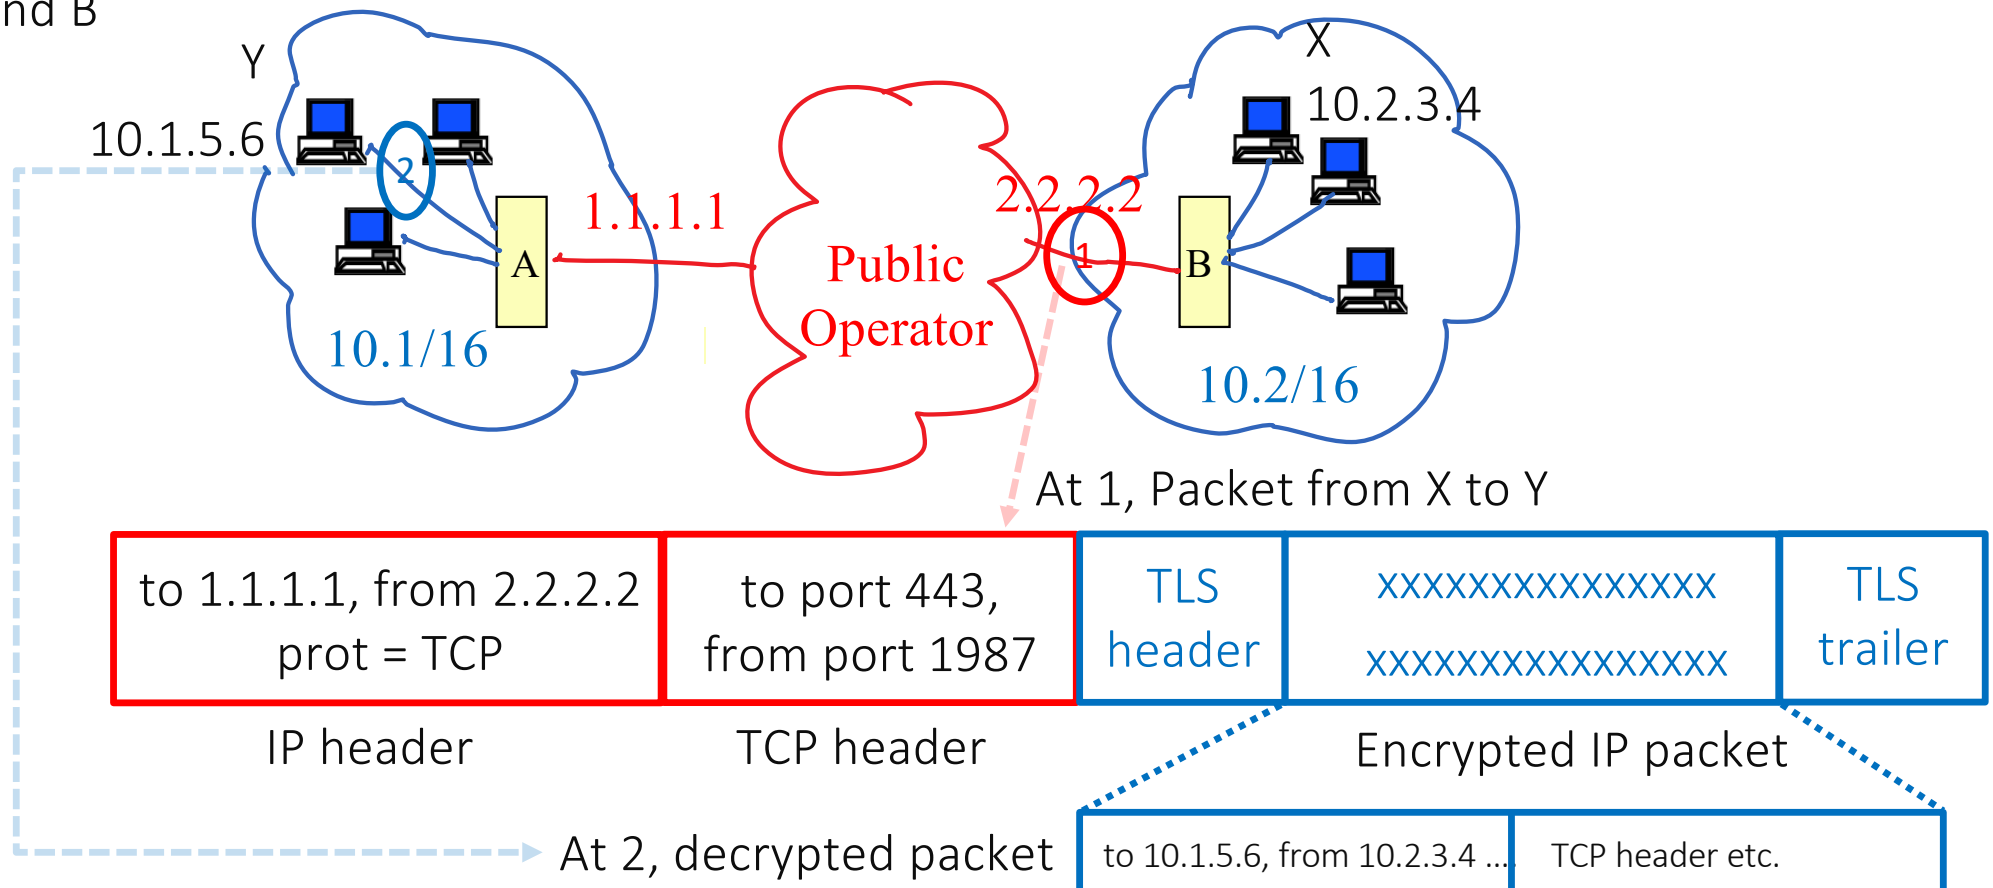 nd B
Y
X
10.1.5.6
10.2.3.4
2
1.1.1.1
2.2.2.2
1
A
B
Public
Operator
10.1/16
10.2/16
At 1, Packet from X to Y
to 1.1.1.1, from 2.2.2.2
prot = TCP
to port 443,
from port 1987
TLS
header
xxxxxxxxxxxxxxx
xxxxxxxxxxxxxxxx
TLS
trailer
IP header
TCP header
Encrypted IP packet
At 2, decrypted packet
to 10.1.5.6, from 10.2.3.4 ....
TCP header etc.